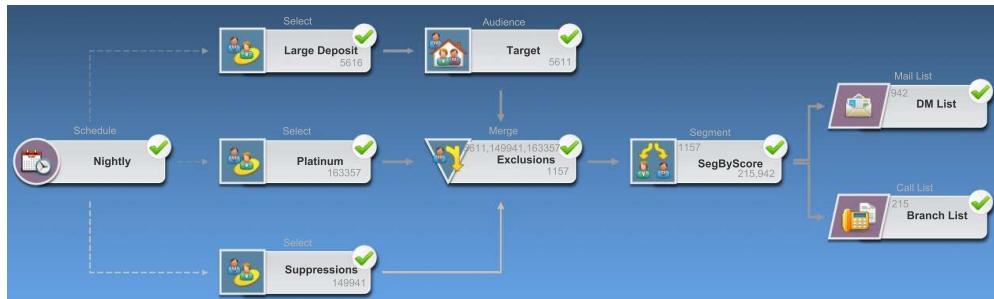 Select
Large Deposit
5616
Audience
Target
5611
Mail List
942
DM List
Schedule
Nightly
Select
Platinum
163357
Merge
5611,149941,163357
Exclusions
1157
Segment
1157
SegByScore
215,942
Call List
215
Branch List
Select
Suppressions
149941